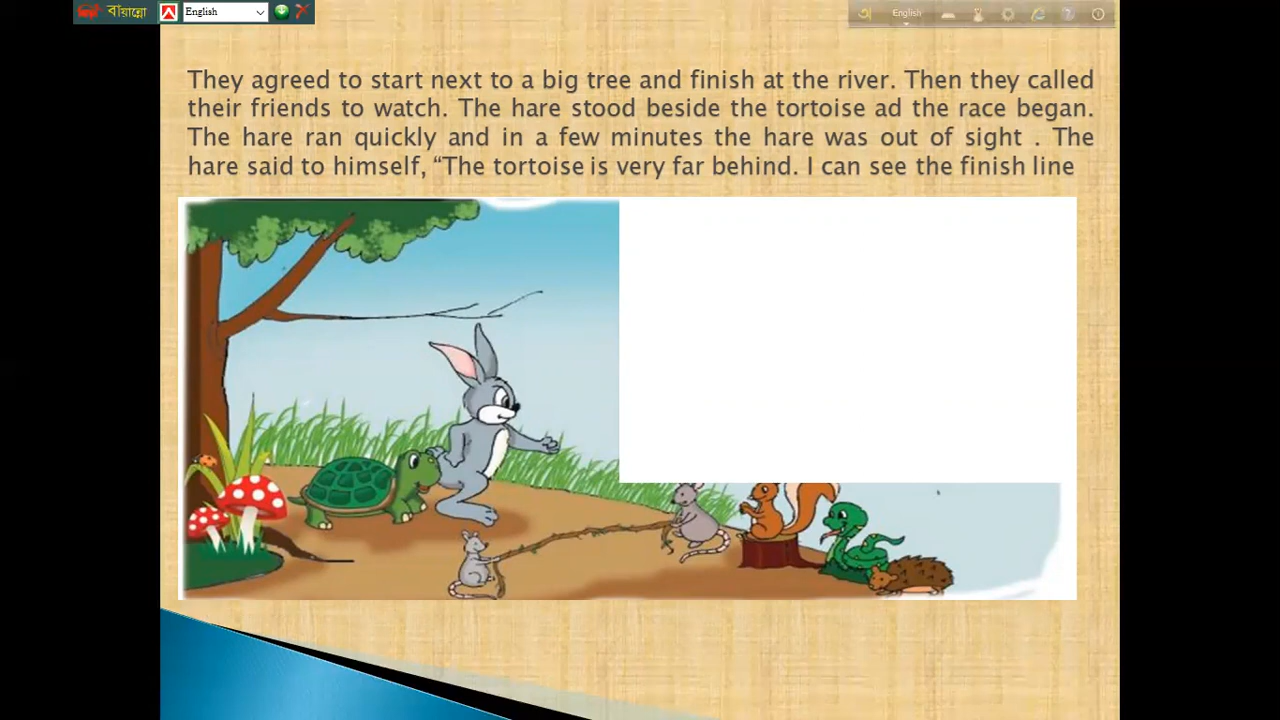 বায়ান্নো English
English
They agreed to start next to a big tree and finish at the river. Then they called
their friends to watch. The hare stood beside the tortoise ad the race began.
The hare ran quickly and in a few minutes the hare was out of sight . The
hare said to himself, “The tortoise is very far behind. I can see the finish line